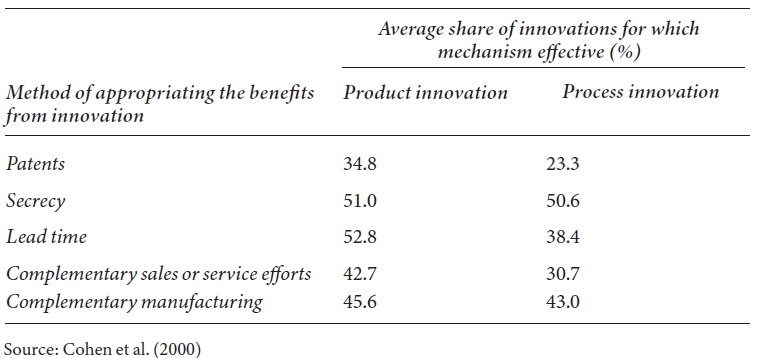 Average share of innovations for which
mechanism effective (%)
Method of appropriating the benefits
from innovation
Product innovation
Process innovation
Patents 34.8 23.3
Secrecy 51.0 50.6
Lead time 52.8 38.4
Complementary sales or service efforts 42.7 30.7
Complementary manufacturing 45.6 43.0
Source: Cohen et al. (2000)